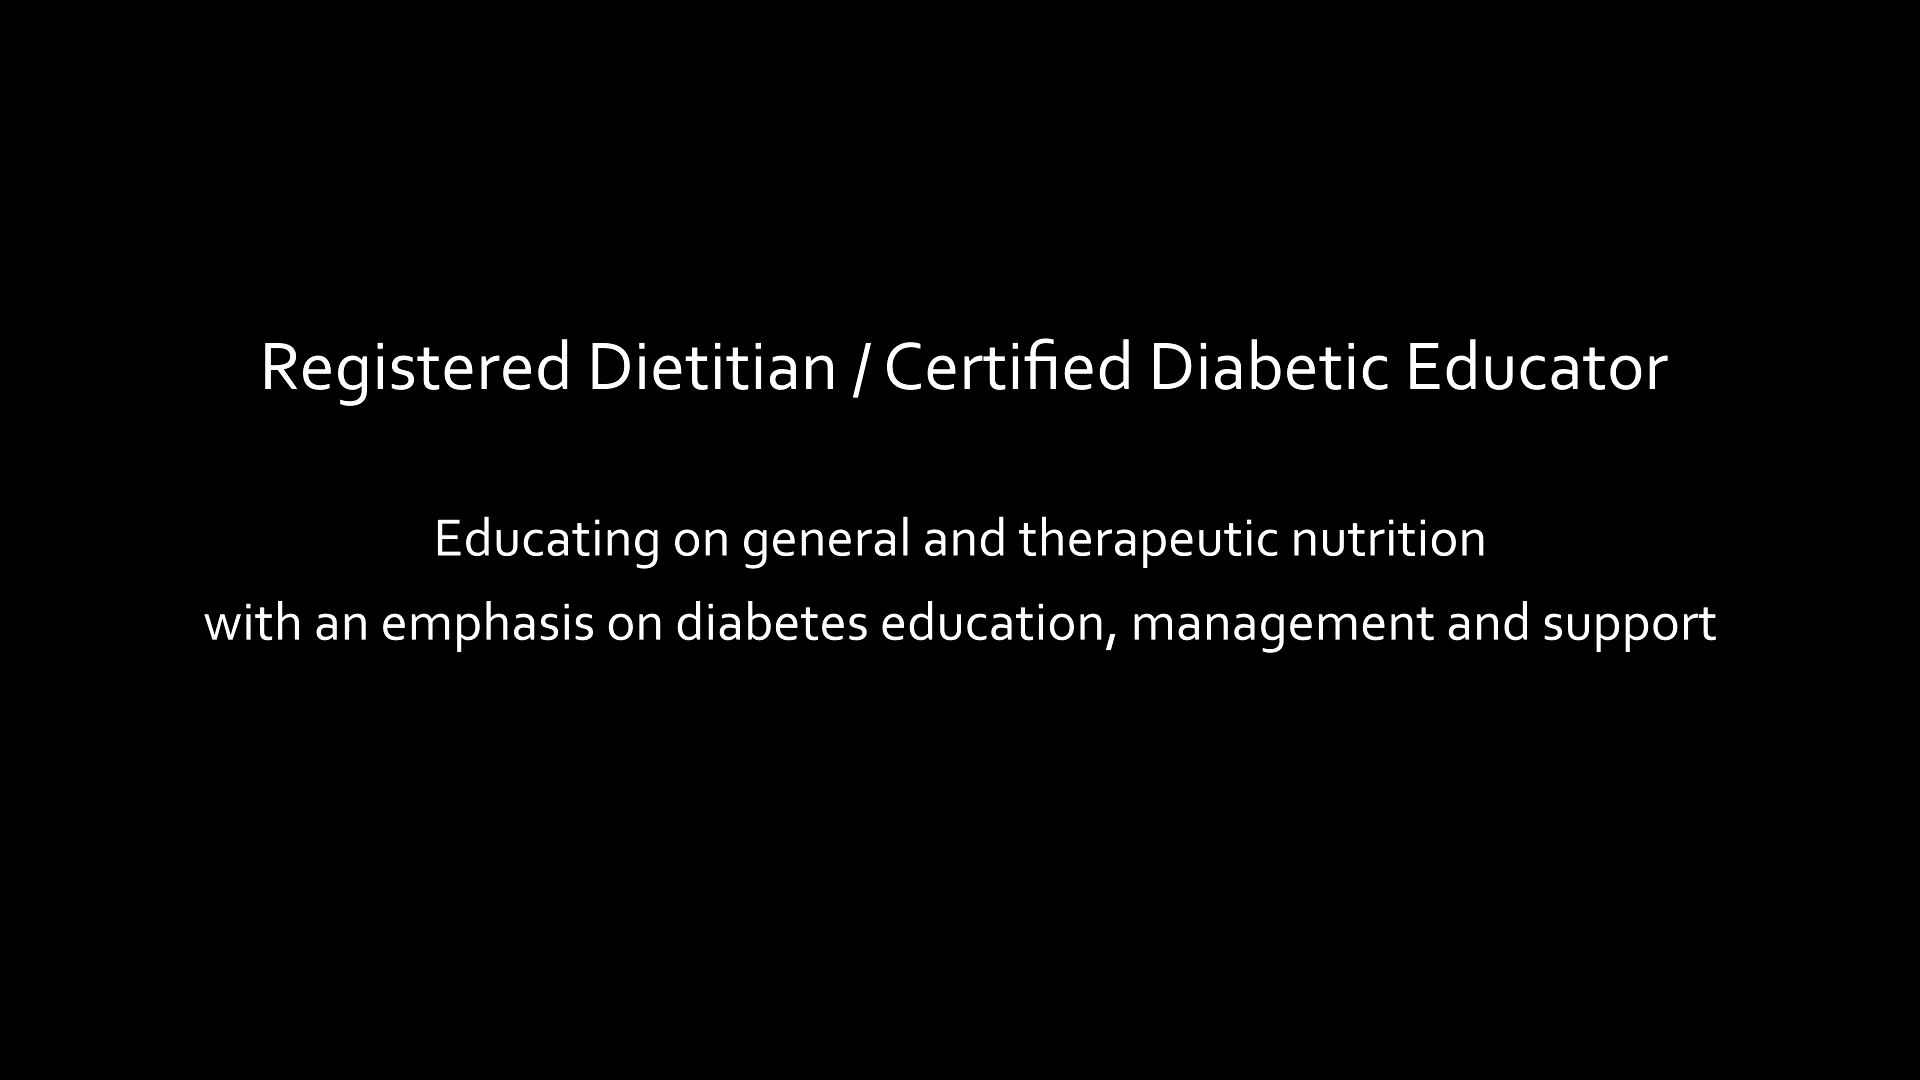 Registered Dietitian / Certified Diabetic Educator
Educating on general and therapeutic nutrition
with an emphasis on diabetes education, management and support